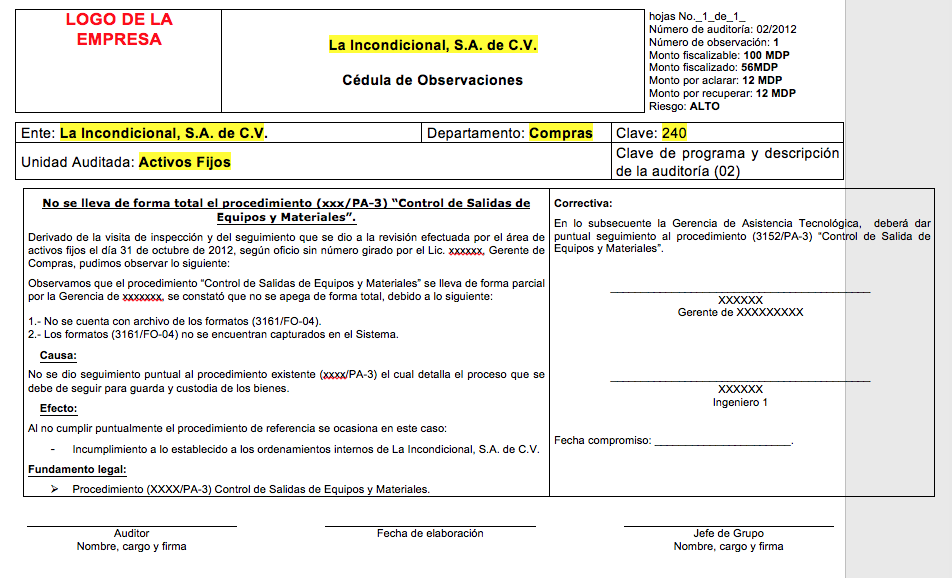 LOGO DE LA
EMPRESA
La Incondicional, S.A. de C.V.
Cédula de Observaciones
hojas No._1_de_1_
Número de auditoría: 02/2012
Número de observación: 1
Monto fiscalizable: 100 MDP
Monto fiscalizado: 56MDP
Monto por aclarar: 12 MDP
Monto por recuperar: 12 MDP
Riesgo: ALTO
Ente: La Incondicional, S.A. de C.V.
Departamento: Compras
Clave: 240
Unidad Auditada: Activos Fijos
Clave de programa y descripción
de la auditoría (02)
No se lleva de forma total el procedimiento (xxx/PA-3) “Control de Salidas de
Equipos y Materiales”.
Derivado de la visita de inspección y del seguimiento que se dio a la revisión efectuada por el área de
activos fijos el día 31 de octubre de 2012, según oficio sin número girado por el Lic. xxxxxx, Gerente de
Compras, pudimos observar lo siguiente:
Observamos que el procedimiento “Control de Salidas de Equipos y Materiales” se lleva de forma parcial
por la Gerencia de xxxxxxx, se constató que no se apega de forma total, debido a lo siguiente:
1.- No se cuenta con archivo de los formatos (3161/FO-04).
2.- Los formatos (3161/FO-04) no se encuentran capturados en el Sistema.
Causa:
No se dio seguimiento puntual al procedimiento existente (xxxx/PA-3) el cual detalla el proceso que se
debe de seguir para guarda y custodia de los bienes.
Efecto:
Al no cumplir puntualmente el procedimiento de referencia se ocasiona en este caso:
- Incumplimiento a lo establecido a los ordenamientos internos de La Incondicional, S.A. de C.V.
Fundamento legal:
➢ Procedimiento (XXXX/PA-3) Control de Salidas de Equipos y Materiales.
Correctiva:
En lo subsecuente la Gerencia de Asistencia Tecnológica, deberá dar
puntual seguimiento al procedimiento (3152/PA-3) “Control de Salida de
Equipos y Materiales”.
XXXXXX
Gerente de XXXXXXXXX
XXXXXX
Ingeniero 1
Fecha compromiso: ______________________.
Auditor
Nombre, cargo y firma
Fecha de elaboración
Jefe de Grupo
Nombre, cargo y firma